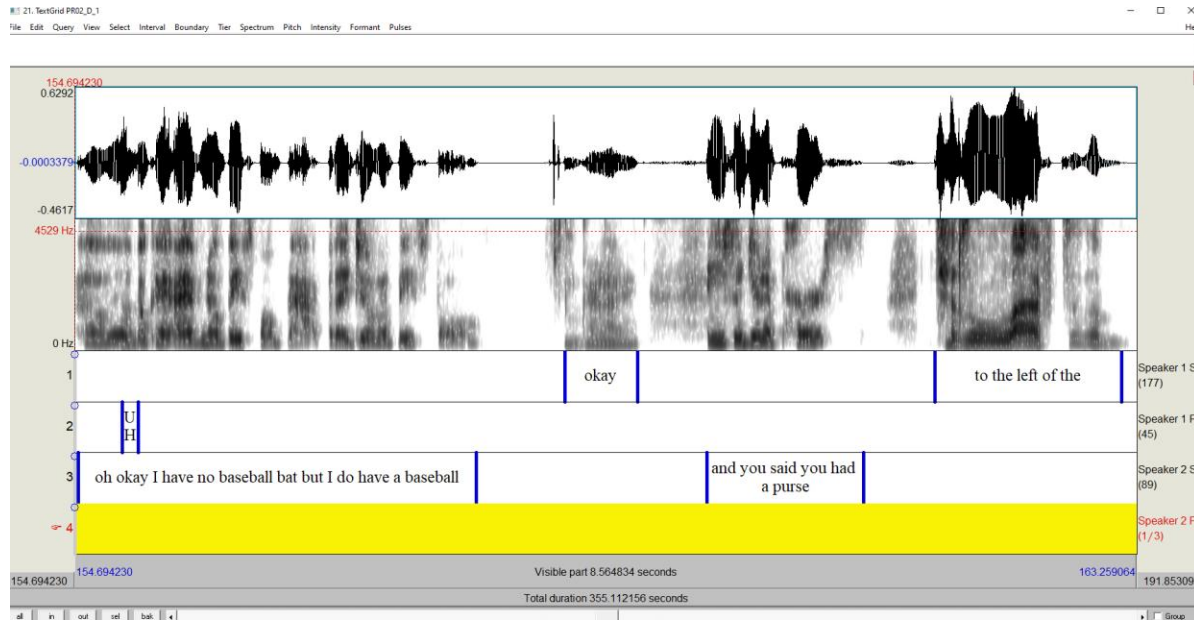 21. TextGrid PR02_D_1
File Edit Query View Select Interval Boundary Tier Spectrum Pitch Intensity Formant Pulses
154.694230
0.6292
-0.0003379
-0.4617
4529 Hz
0 Hz
1
okay
to the left of the
Speaker 1 S
(177)
2
U
H
Speaker 1 F
(45)
3
oh okay I have no baseball bat but I do have a baseball
and you said you had
a purse
Speaker 2 S
(89)
4
Speaker 2 F
(1/3)
154.694230
154.694230
Visible part 8.564834 seconds
163.259064
191.85309
Total duration 355.112156 seconds
all in out sel bak
Group